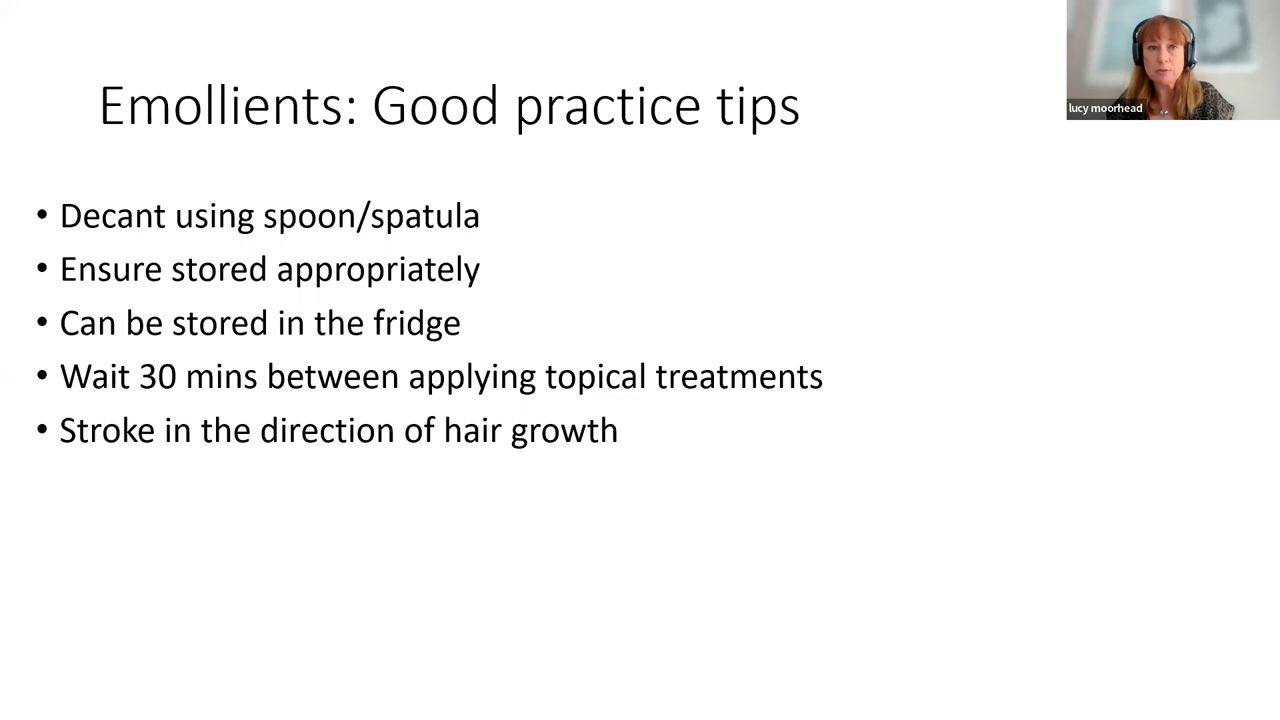 Emollients: Good practice tips
lucy moorhead
• Decant using spoon/spatula
• Ensure stored appropriately
• Can be stored in the fridge
• Wait 30 mins between applying topical treatments
• Stroke in the direction of hair growth